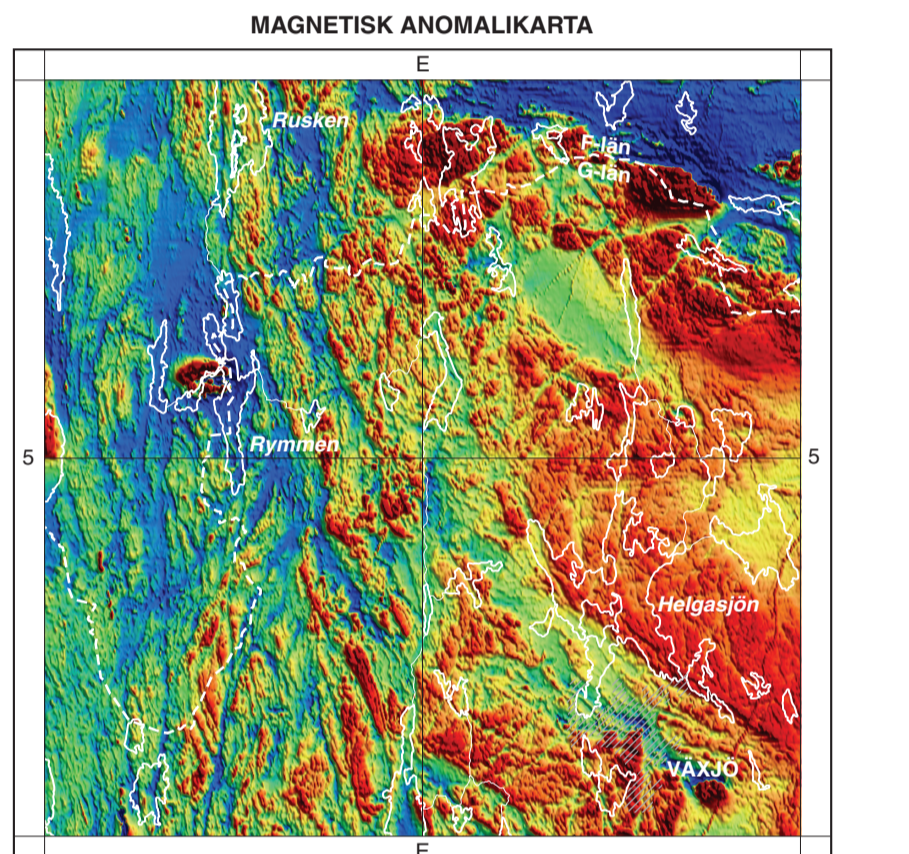 MAGNETISK ANOMALIKARTA
E
Rusken
F-län
G-län
Rymmen
5
5
Helgasjön
VÄXJÖ